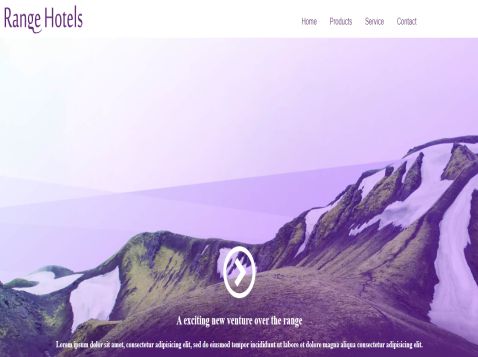 Range Hotels
Home Products Service Contact
A exciting new venture over the range
Lorem ipsum dolor sit amet, consectetur adipisicing elit, sed do eiusmod tempor incididunt ut labore et dolore magna aliqua consectetur adipisicing elit.